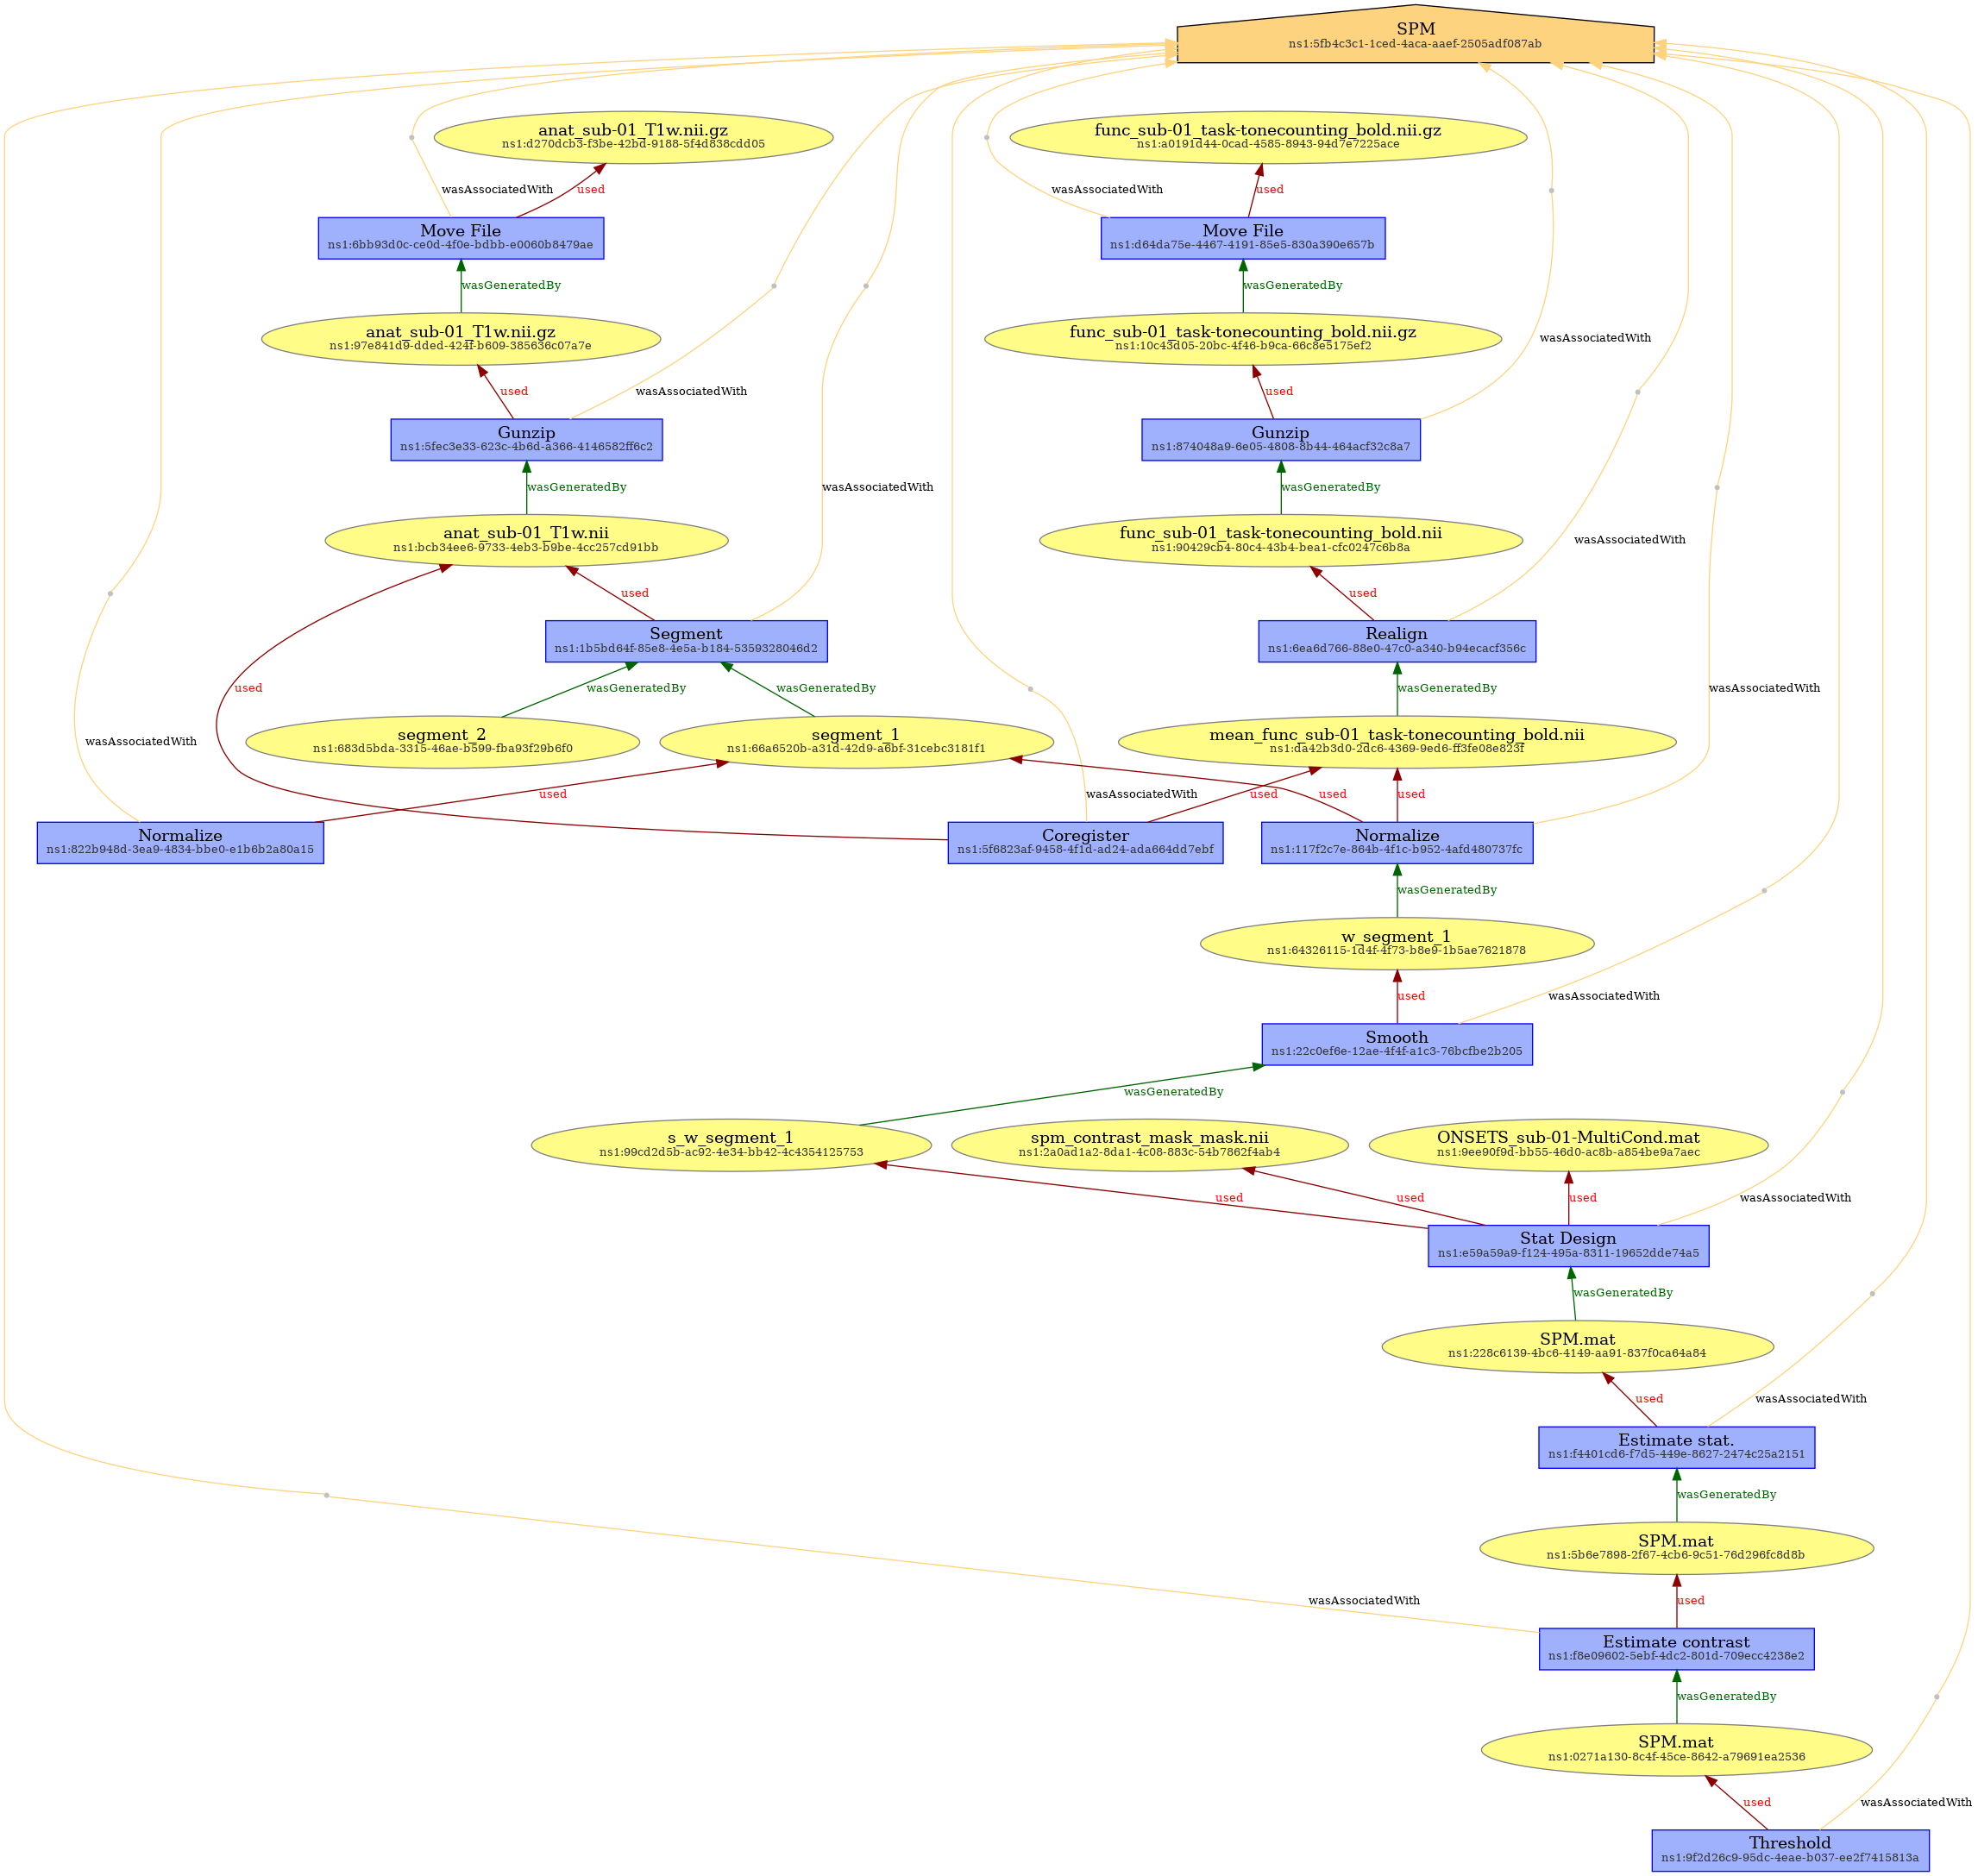 SPM
ns1:5fb4c3c1-1ced-4aca-aaef-2505adf087ab
anat_sub-01_T1w.nii.gz
ns1:d270dcb3-f3be-42bd-9188-5f4d838cdd05
func_sub-01_task-tonecounting_bold.nii.gz
ns1:a0191d44-0cad-4585-8943-94d7e7225ace
wasAssociatedWith
used
wasAssociatedWith
used
Move File
ns1:6bb93d0c-ce0d-4f0e-bdbb-e0060b8479ae
Move File
ns1:d64da75e-4467-4191-85e5-830a390e657b
wasGeneratedBy
wasGeneratedBy
anat_sub-01_T1w.nii.gz
ns1:97e841d9-dded-424f-b609-385636c07a7e
func_sub-01_task-tonecounting_bold.nii.gz
ns1:10c43d05-20bc-4f46-b9ca-66c8e5175ef2
wasAssociatedWith
used
wasAssociatedWith
used
Gunzip
ns1:5fec3e33-623c-4b6d-a366-4146582ff6c2
Gunzip
ns1:874048a9-6e05-4808-8b44-464acf32c8a7
wasGeneratedBy
wasAssociatedWith
wasGeneratedBy
anat_sub-01_T1w.nii
ns1:bcb34ee6-9733-4eb3-b9be-4cc257cd91bb
func_sub-01_task-tonecounting_bold.nii
ns1:90429cb4-80c4-43b4-bea1-cfc0247c6b8a
wasAssociatedWith
used
used
Segment
ns1:1b5bd64f-85e8-4e5a-b184-5359328046d2
Realign
ns1:6ea6d766-88e0-47c0-a340-b94ecacf356c
used
wasGeneratedBy
wasGeneratedBy
wasGeneratedBy
wasAssociatedWith
segment_2
ns1:683d5bda-3315-46ae-b599-fba93f29b6f0
segment_1
ns1:66a6520b-a31d-42d9-a6bf-31cebc3181f1
mean_func_sub-01_task-tonecounting_bold.nii
ns1:da42b3d0-2dc6-4369-9ed6-ff3fe08e823f
wasAssociatedWith
used
wasAssociatedWith
used
used
used
Normalize
ns1:822b948d-3ea9-4834-bbe0-e1b6b2a80a15
Coregister
ns1:5f6823af-9458-4f1d-ad24-ada664dd7ebf
Normalize
ns1:117f2c7e-864b-4f1c-b952-4afd480737fc
wasGeneratedBy
w_segment_1
ns1:64326115-1d4f-4f73-b8e9-1b5ae7621878
used
wasAssociatedWith
Smooth
ns1:22c0ef6e-12ae-4f4f-a1c3-76bcfbe2b205
wasGeneratedBy
s_w_segment_1
ns1:99cd2d5b-ac92-4e34-bb42-4c4354125753
spm_contrast_mask_mask.nii
ns1:2a0ad1a2-8da1-4c08-883c-54b7862f4ab4
ONSETS_sub-01-MultiCond.mat
ns1:9ee90f9d-bb55-46d0-ac8b-a854be9a7aec
used
used
used
wasAssociatedWith
Stat Design
ns1:e59a59a9-f124-495a-8311-19652dde74a5
wasGeneratedBy
SPM.mat
ns1:228c6139-4bc6-4149-aa91-837f0ca64a84
used
wasAssociatedWith
Estimate stat.
ns1:f4401cd6-f7d5-449e-8627-2474c25a2151
wasGeneratedBy
SPM.mat
ns1:5b6e7898-2f67-4cb6-9c51-76d296fc8d8b
wasAssociatedWith
used
Estimate contrast
ns1:f8e09602-5ebf-4dc2-801d-709ecc4238e2
wasGeneratedBy
SPM.mat
ns1:0271a130-8c4f-45ce-8642-a79691ea2536
used
wasAssociatedWith
Threshold
ns1:9f2d26c9-95dc-4eae-b037-ee2f7415813a